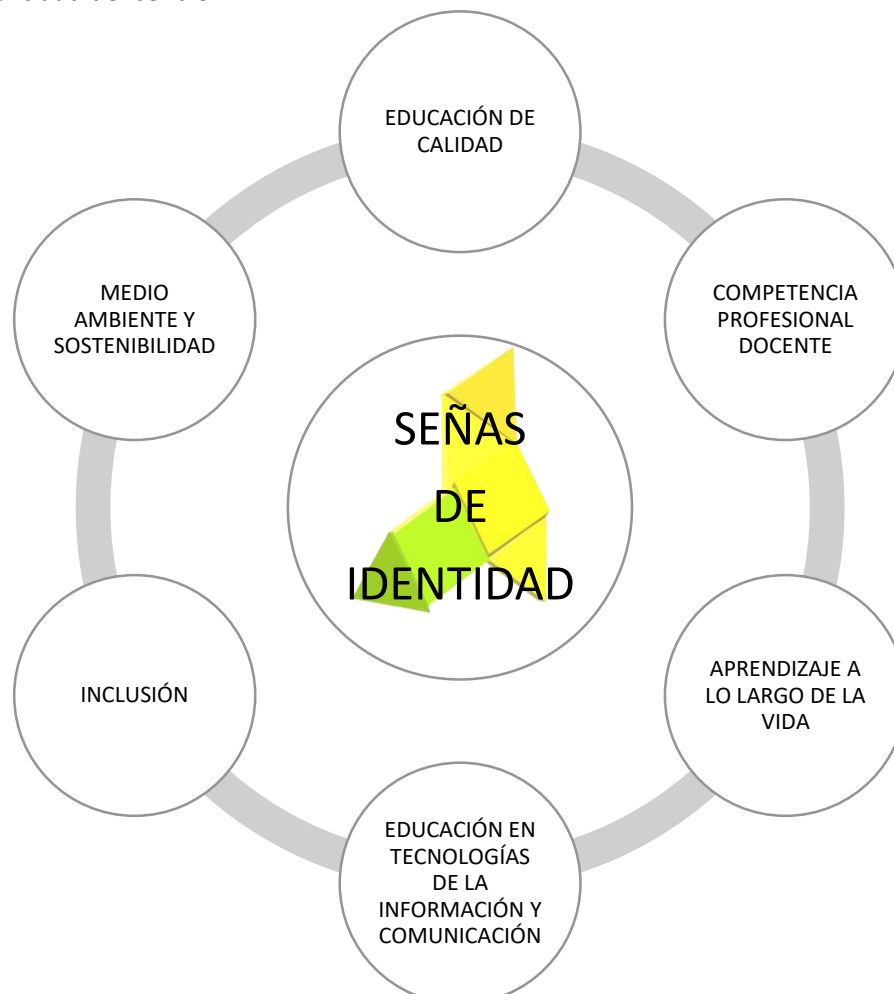 EDUCACIÓN DE
CALIDAD
COMPETENCIA
PROFESIONAL
DOCENTE
APRENDIZAJE A
LO LARGO DE LA
VIDA
EDUCACIÓN EN
TECNOLOGÍAS
DE LA
INFORMACIÓN Y
COMUNICACIÓN
INCLUSIÓN
MEDIO
AMBIENTE Y
SOSTENIBILIDAD
SEÑAS
DE
IDENTIDAD